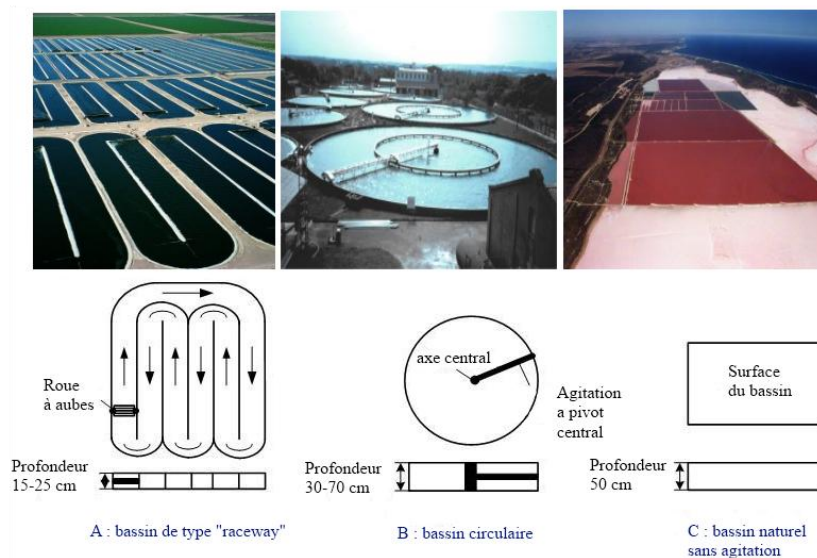 Roue
à aubes
Profondeur
15-25 cm
A : bassin de type "raceway"
axe central
Agitation
a pivot
central
Profondeur
30-70 cm
B : bassin circulaire
Surface
du bassin
Profondeur
50 cm
C : bassin naturel
sans agitation